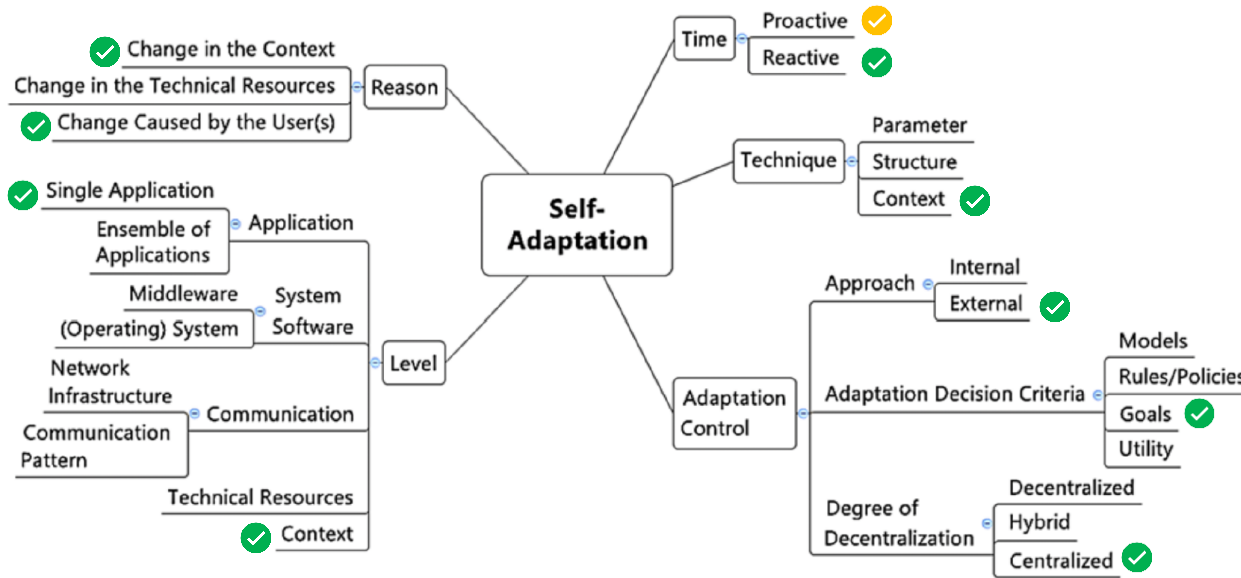 Self-
Adaptation
Reason
Change in the Context
Change in the Technical Resources
Change Caused by the User(s)
Level
Application
Single Application
Ensemble of
Applications
System
Software
Middleware
(Operating) System
Communication
Network
Infrastructure
Communication
Pattern
Technical Resources
Context
Time
Proactive
Reactive
Technique
Parameter
Structure
Context
Adaptation
Control
Approach
Internal
External
Adaptation Decision Criteria
Models
Rules/Policies
Goals
Utility
Degree of
Decentralization
Decentralized
Hybrid
Centralized